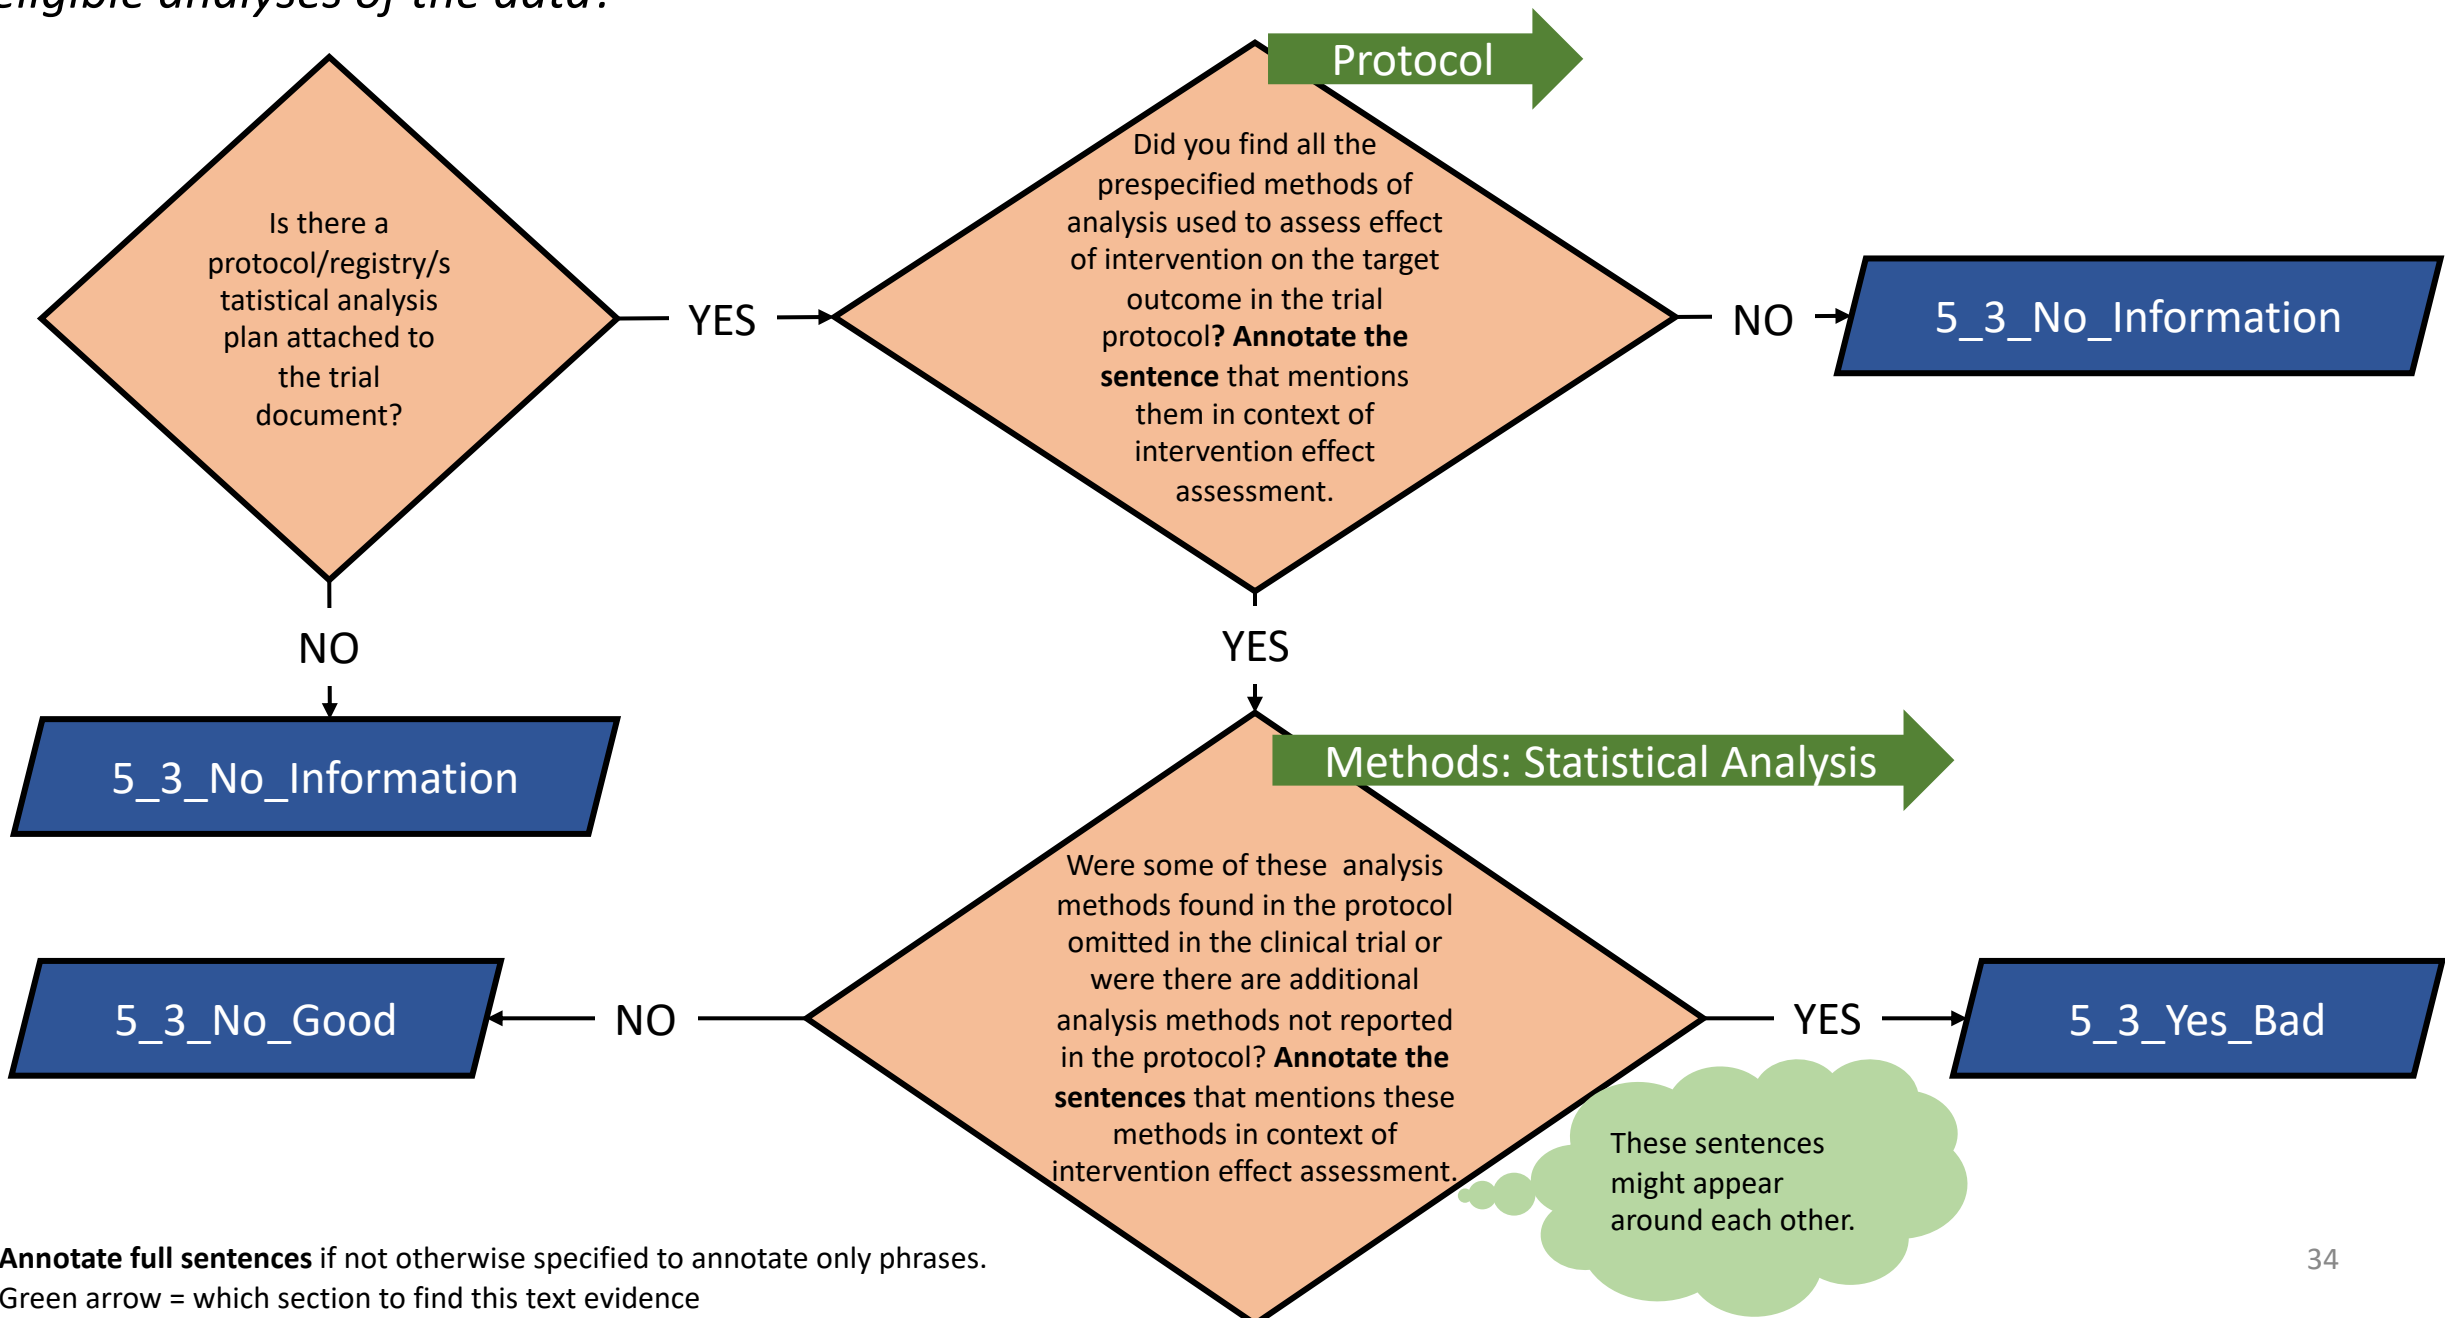 eligible analyses of the data?
Protocol
Is there a
protocol/registry/s
tatistical analysis
plan attached to
the trial
document?
YES
Did you find all the
prespecified methods of
analysis used to assess effect
of intervention on the target
outcome in the trial
protocol? Annotate the
sentence that mentions
them in context of
intervention effect
assessment.
NO
5_3_No_Information
NO
YES
5_3_No_Information
Methods: Statistical Analysis
Were some of these analysis
methods found in the protocol
omitted in the clinical trial or
were there are additional
analysis methods not reported
in the protocol? Annotate the
sentences that mentions these
methods in context of
intervention effect assessment.
NO
5_3_No_Good
YES
5_3_Yes_Bad
These sentences
might appear
around each other.
Annotate full sentences if not otherwise specified to annotate only phrases.
Green arrow = which section to find this text evidence
34